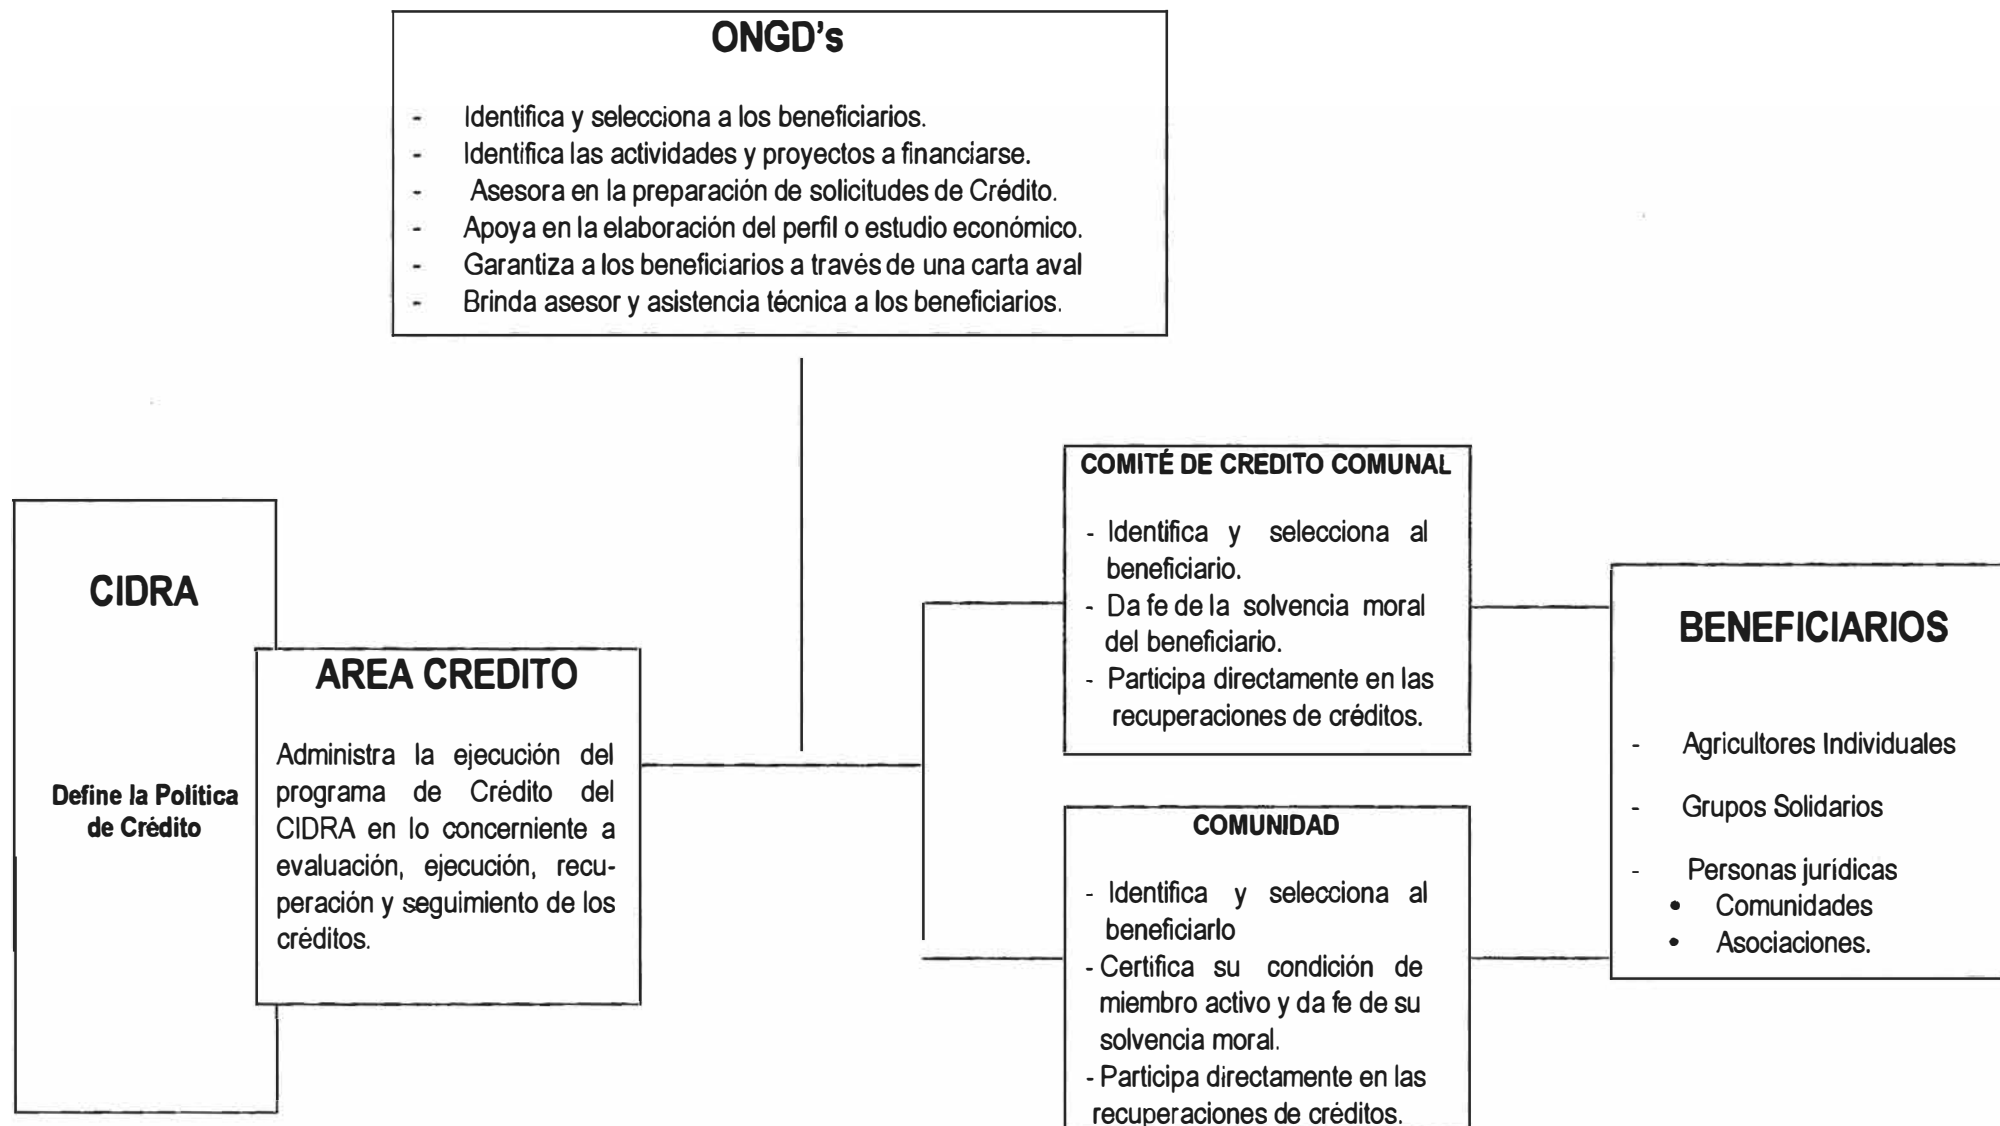 ONGD's
- Identifica y selecciona a los beneficiarios.
- Identifica las actividades y proyectos a financiarse.
- Asesora en la preparación de solicitudes de Crédito.
- Apoya en la elaboración del perfil o estudio económico.
- Garantiza a los beneficiarios a través de una carta aval
- Brinda asesor y asistencia técnica a los beneficiarios.
CIDRA
Define la Política
de Crédito
AREA CREDITO
Administra la ejecución del
programa de Crédito del
CIDRA en lo concerniente a
evaluación, ejecución, recu-
peración y seguimiento de los
créditos.
COMITÉ DE CREDITO COMUNAL
- Identifica y selecciona al
beneficiario.
- Da fe de la solvencia moral
del beneficiario.
- Participa directamente en las
recuperaciones de créditos.
COMUNIDAD
- Identifica y selecciona al
beneficiarlo
- Certifica su condición de
miembro activo y da fe de su
solvencia moral.
- Participa directamente en las
recuperaciones de créditos.
BENEFICIARIOS
- Agricultores Individuales
- Grupos Solidarios
- Personas jurídicas
• Comunidades
• Asociaciones.